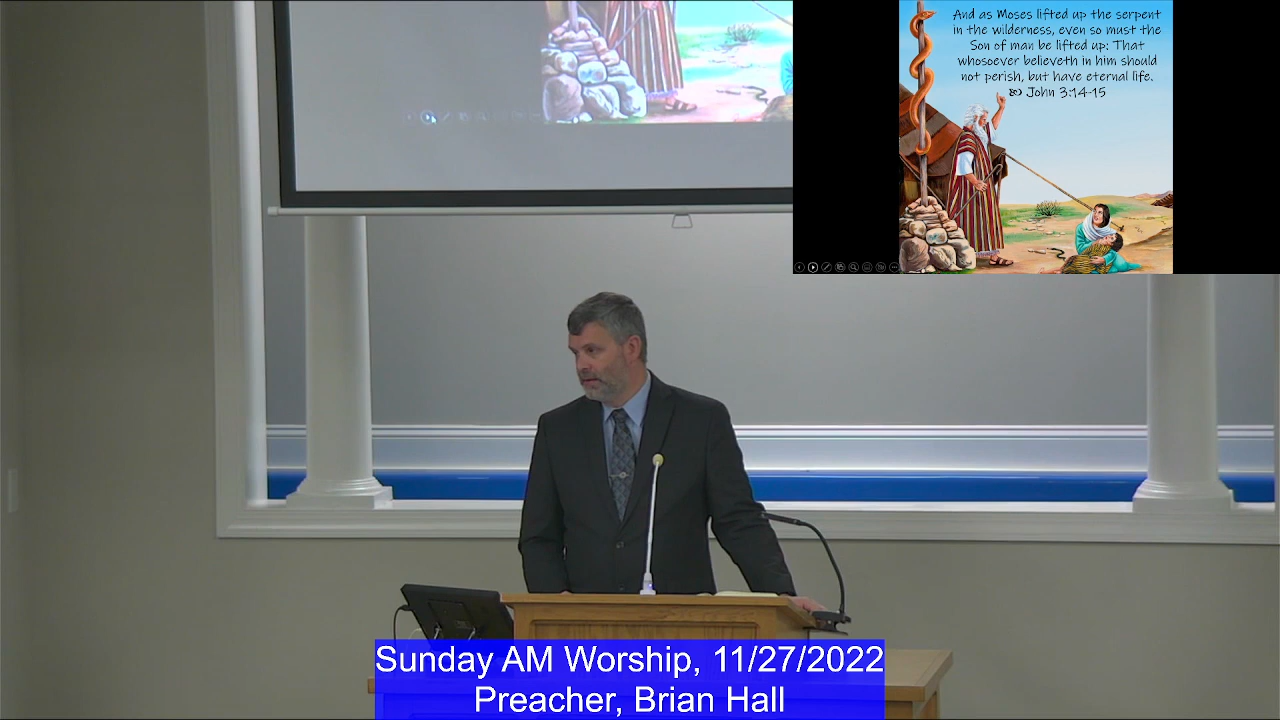 And as Moses lifted up the serpent
in the wilderness, even so must the
Son of man be lifted up: That
whosoever believeth in him should
not perish, but have eternal life.
John 3:14-15
Sunday AM Worship, 11/27/2022
Preacher, Brian Hall